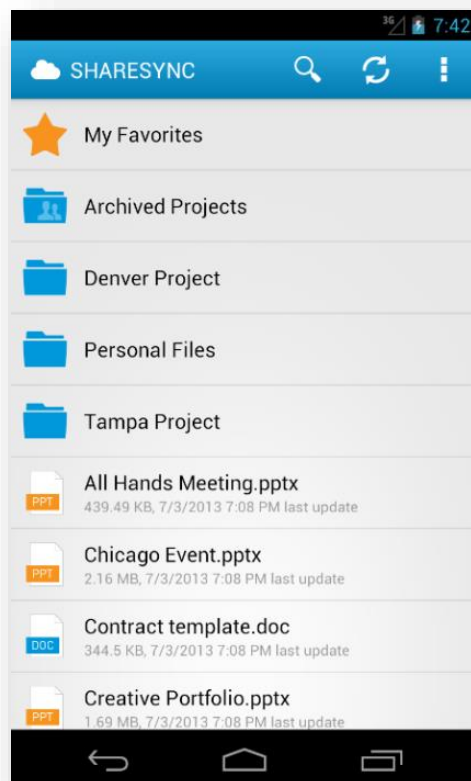 3G 7:42
SHARESYNC
My Favorites
Archived Projects
Denver Project
Personal Files
Tampa Project
PPT All Hands Meeting.pptx
439.49 KB, 7/3/2013 7:08 PM last update
PPT Chicago Event.pptx
2.16 MB, 7/3/2013 7:08 PM last update
DOC Contract template.doc
344.5 KB, 7/3/2013 7:08 PM last update
PPT Creative Portfolio.pptx
1.69 MB, 7/3/2013 7:08 PM last update